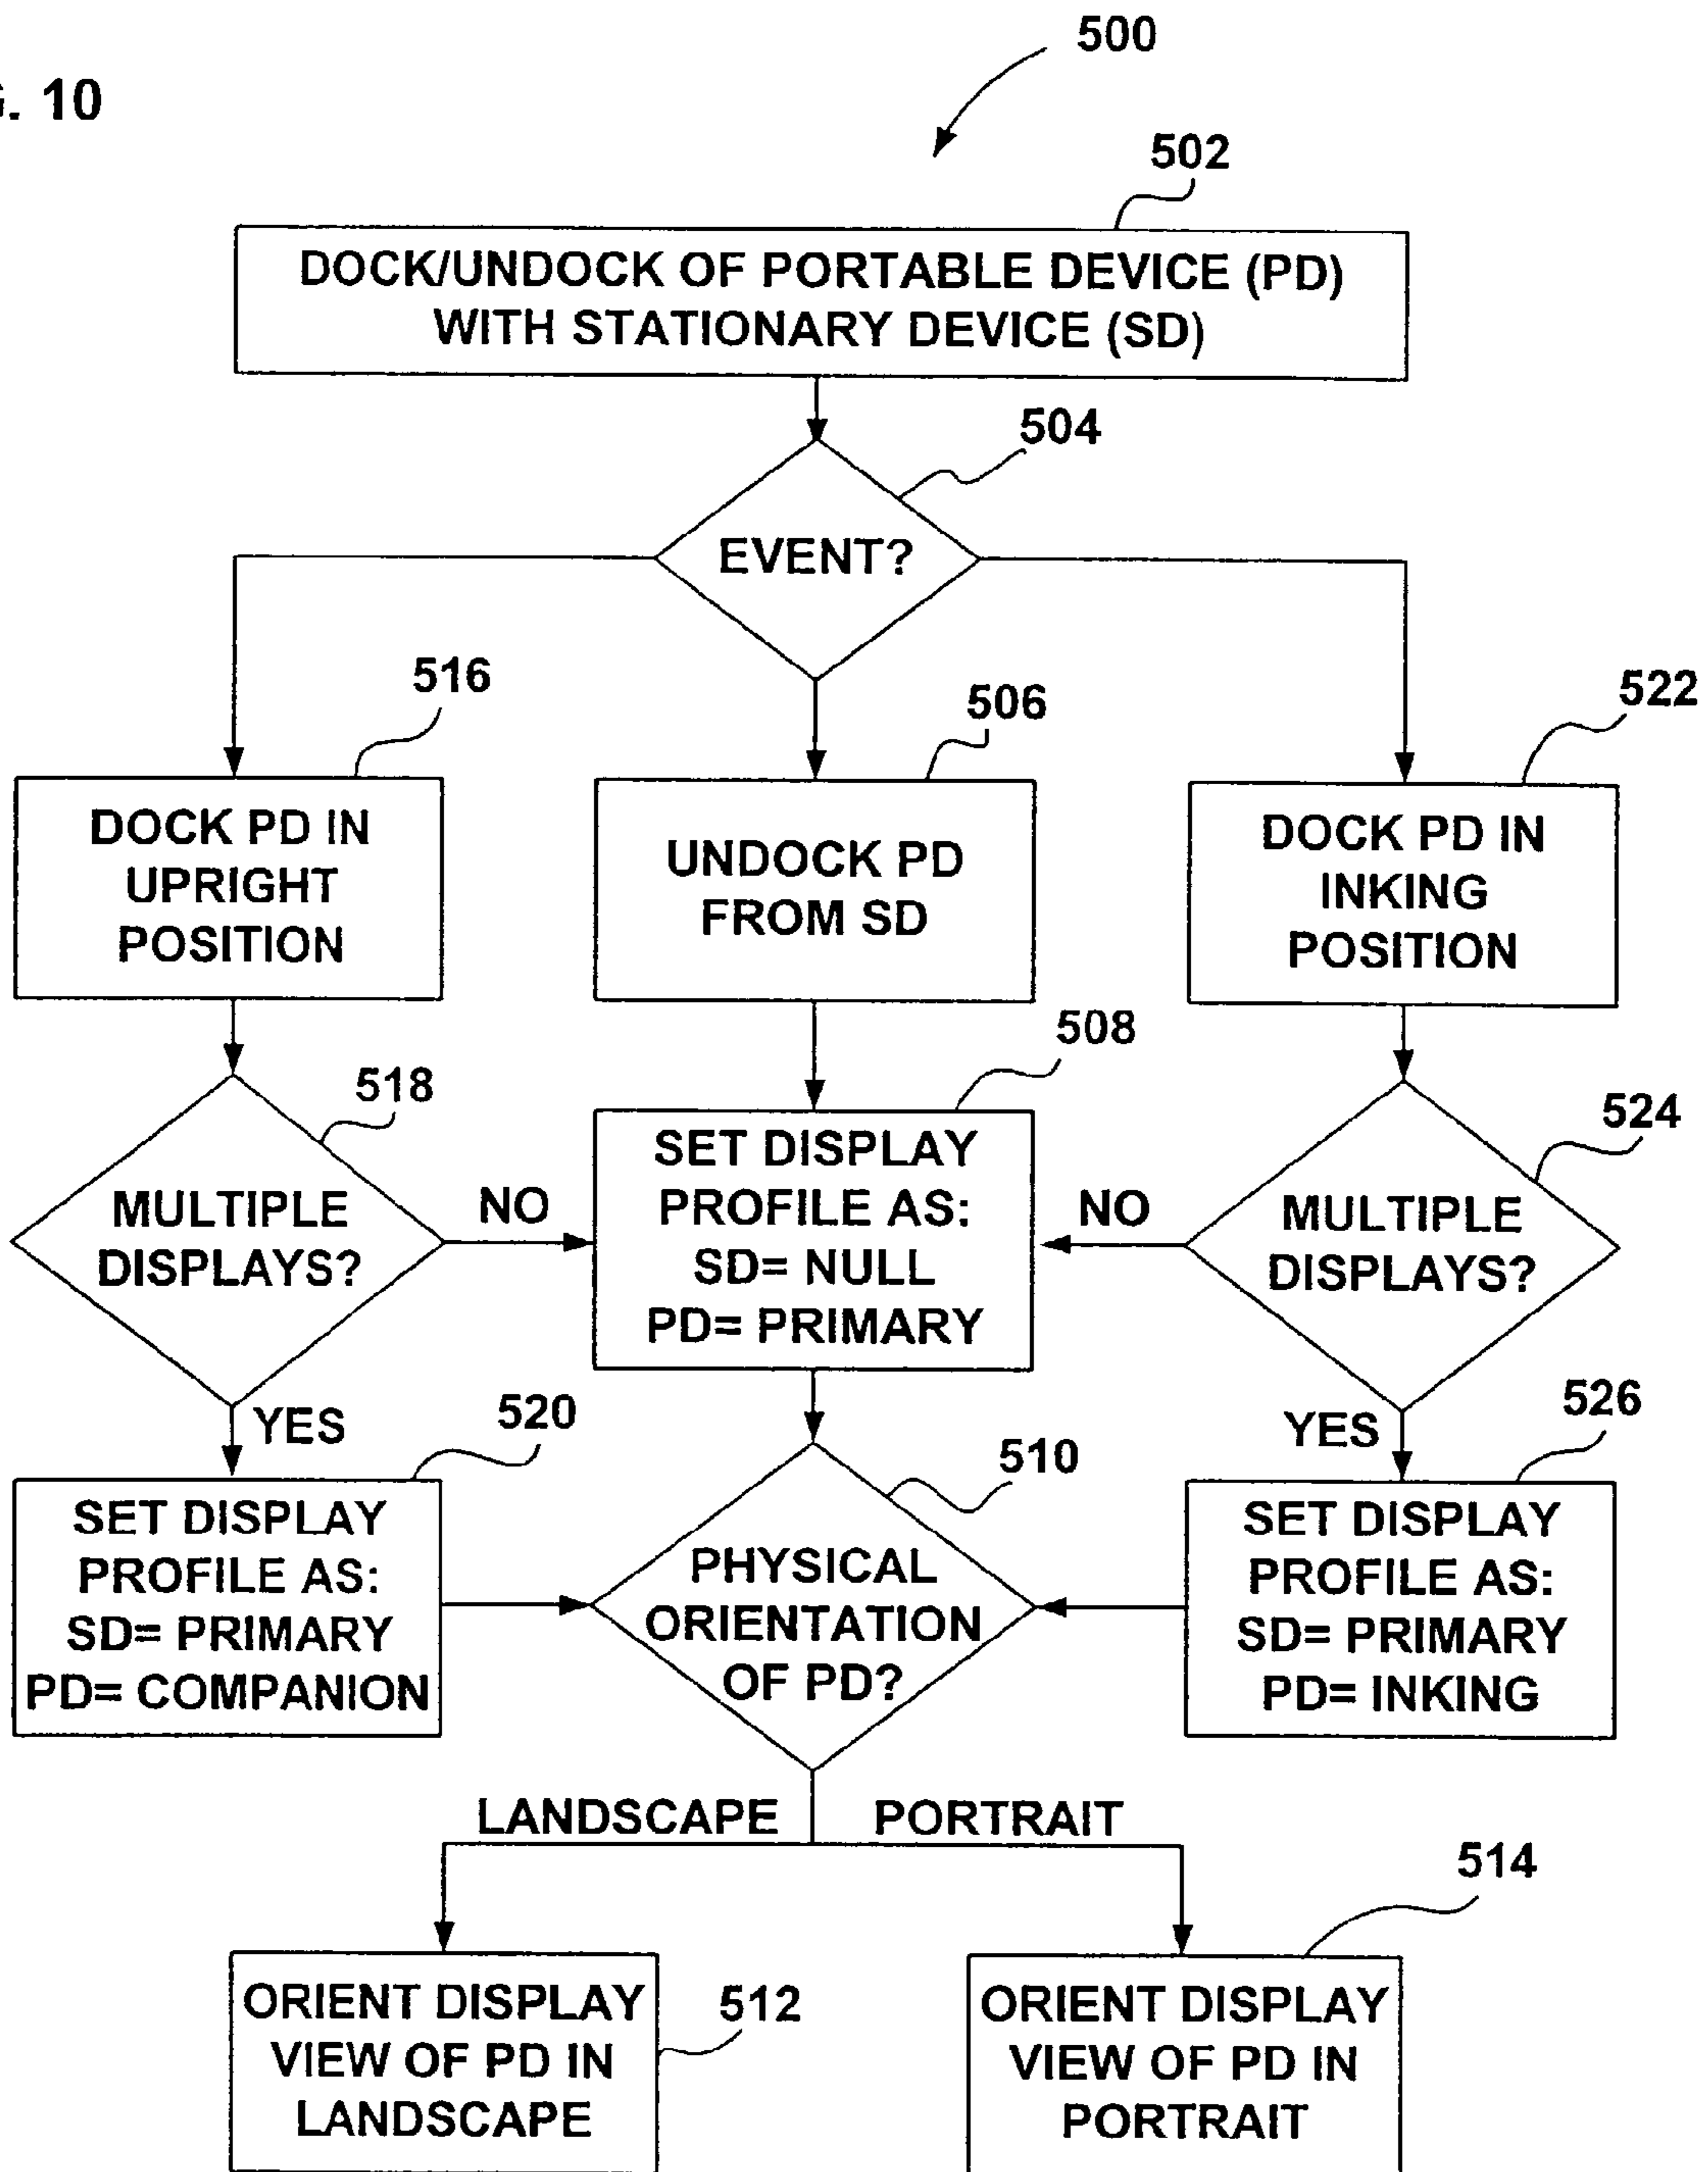 500
G. 10
502
DOCK/UNDOCK OF PORTABLE DEVICE (PD)
WITH STATIONARY DEVICE (SD)
504
EVENT?
516
506
522
DOCK PD IN
UPRIGHT
POSITION
UNDOCK PD
FROM SD
DOCK PD IN
INKING
POSITION
518
508
524
MULTIPLE
DISPLAYS?
NO
SET DISPLAY
PROFILE AS:
SD= NULL
PD= PRIMARY
NO
MULTIPLE
DISPLAYS?
YES
520
510
YES
526
SET DISPLAY
PROFILE AS:
SD= PRIMARY
PD= COMPANION
PHYSICAL
ORIENTATION
OF PD?
SET DISPLAY
PROFILE AS:
SD= PRIMARY
PD= INKING
LANDSCAPE
PORTRAIT
514
ORIENT DISPLAY
VIEW OF PD IN
LANDSCAPE
512
ORIENT DISPLAY
VIEW OF PD IN
PORTRAIT